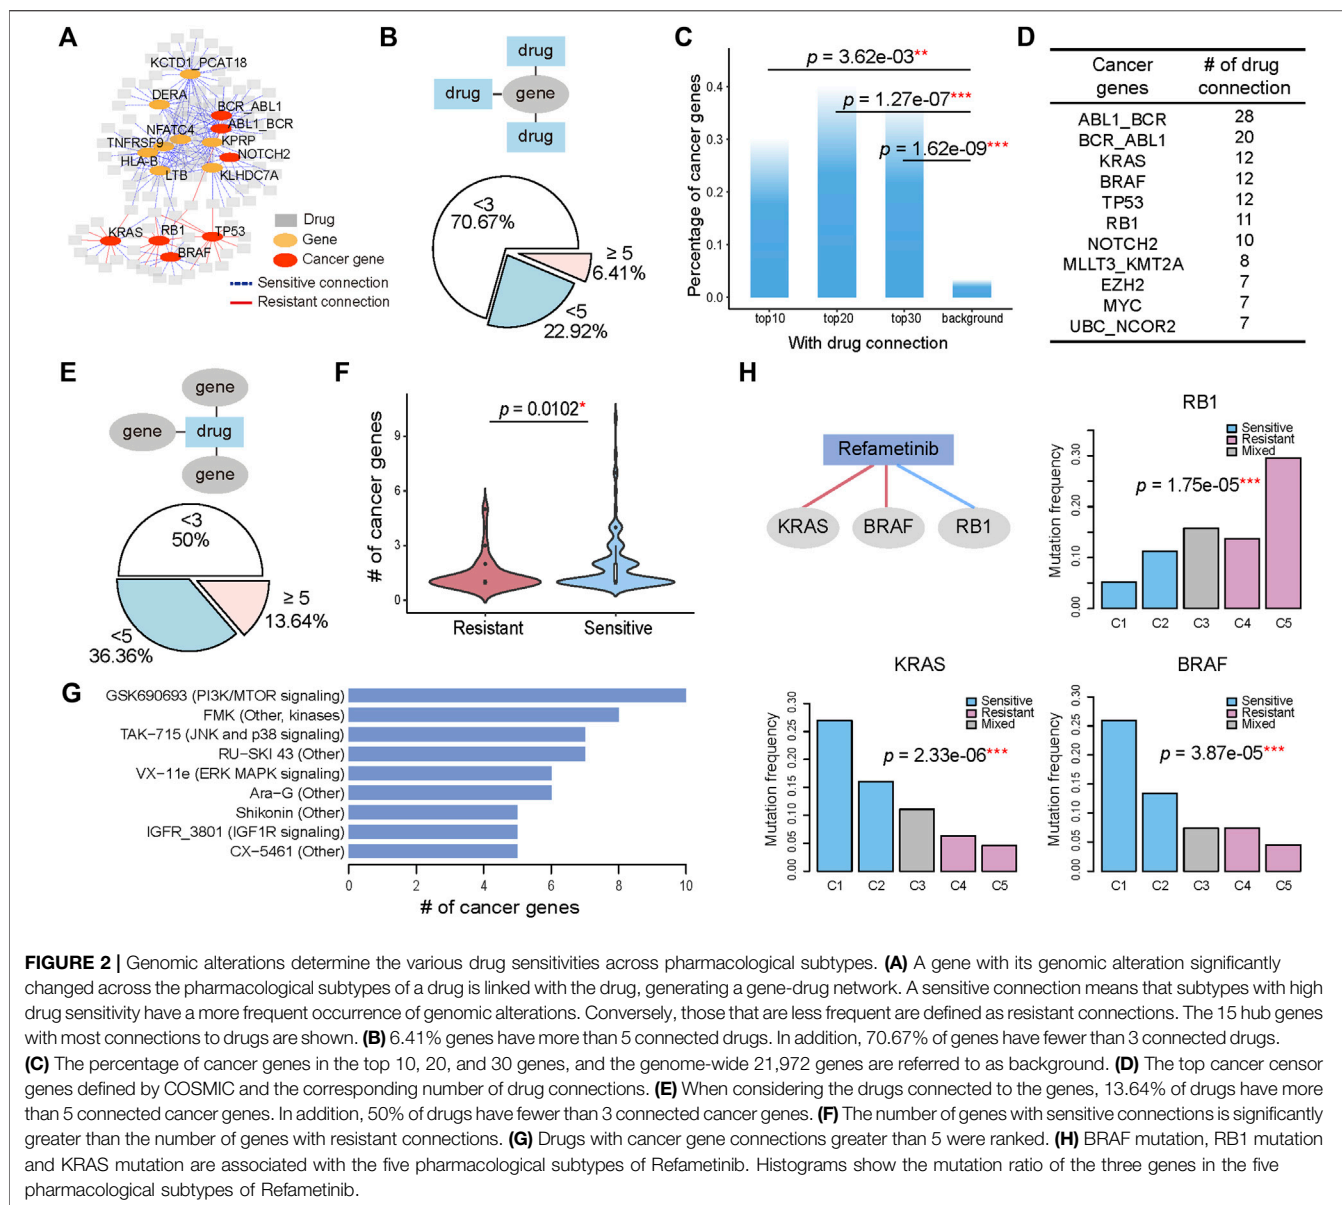 A
KCTD1_PCAT18
DERA
BCR_ABL1
ABL1_BCR
NFATC4
TNFRSF9
KPRP
HLA-B
NOTCH2
LTB
KLHDC7A
KRAS
RB1
TP53
BRAF
Drug
Gene
Cancer gene
Sensitive connection
Resistant connection
B
drug
drug
gene
drug
<3
70.67%
≥ 5
6.41%
<5
22.92%
C
Percentage of cancer genes
0.4
0.3
0.2
0.1
0.0
p = 3.62e-03**
p = 1.27e-07***
p = 1.62e-09***
top10
top20
top30
background
With drug connection
D
Cancer genes # of drug connection
ABL1_BCR 28
BCR_ABL1 20
KRAS 12
BRAF 12
TP53 12
RB1 11
NOTCH2 10
MLLT3_KMT2A 8
EZH2 7
MYC 7
UBC_NCOR2 7
E
gene
gene
drug
gene
<3
50%
≥ 5
13.64%
<5
36.36%
F
# of cancer genes
9
6
3
0
p = 0.0102*
Resistant
Sensitive
G
GSK690693 (PI3K/MTOR signaling)
FMK (Other, kinases)
TAK−715 (JNK and p38 signaling)
RU−SKI 43 (Other)
VX−11e (ERK MAPK signaling)
Ara−G (Other)
Shikonin (Other)
IGFR_3801 (IGF1R signaling)
CX−5461 (Other)
0 2 4 6 8 10
# of cancer genes
H
Refametinib
KRAS
BRAF
RB1
RB1
Sensitive
Resistant
Mixed
p = 1.75e-05***
Mutation frequency
0.00 0.10 0.20 0.30
C1 C2 C3 C4 C5
KRAS
Sensitive
Resistant
Mixed
p = 2.33e-06***
Mutation frequency
0.00 0.05 0.10 0.15 0.20 0.25 0.30
C1 C2 C3 C4 C5
BRAF
Sensitive
Resistant
Mixed
p = 3.87e-05***
Mutation frequency
0.00 0.05 0.10 0.15 0.20 0.25 0.30
C1 C2 C3 C4 C5
FIGURE 2 | Genomic alterations determine the various drug sensitivities across pharmacological subtypes. (A) A gene with its genomic alteration significantly
changed across the pharmacological subtypes of a drug is linked with the drug, generating a gene-drug network. A sensitive connection means that subtypes with high
drug sensitivity have a more frequent occurrence of genomic alterations. Conversely, those that are less frequent are defined as resistant connections. The 15 hub genes
with most connections to drugs are shown. (B) 6.41% genes have more than 5 connected drugs. In addition, 70.67% of genes have fewer than 3 connected drugs.
(C) The percentage of cancer genes in the top 10, 20, and 30 genes, and the genome-wide 21,972 genes are referred to as background. (D) The top cancer censor
genes defined by COSMIC and the corresponding number of drug connections. (E) When considering the drugs connected to the genes, 13.64% of drugs have more
than 5 connected cancer genes. In addition, 50% of drugs have fewer than 3 connected cancer genes. (F) The number of genes with sensitive connections is significantly
greater than the number of genes with resistant connections. (G) Drugs with cancer gene connections greater than 5 were ranked. (H) BRAF mutation, RB1 mutation
and KRAS mutation are associated with the five pharmacological subtypes of Refametinib. Histograms show the mutation ratio of the three genes in the five
pharmacological subtypes of Refametinib.